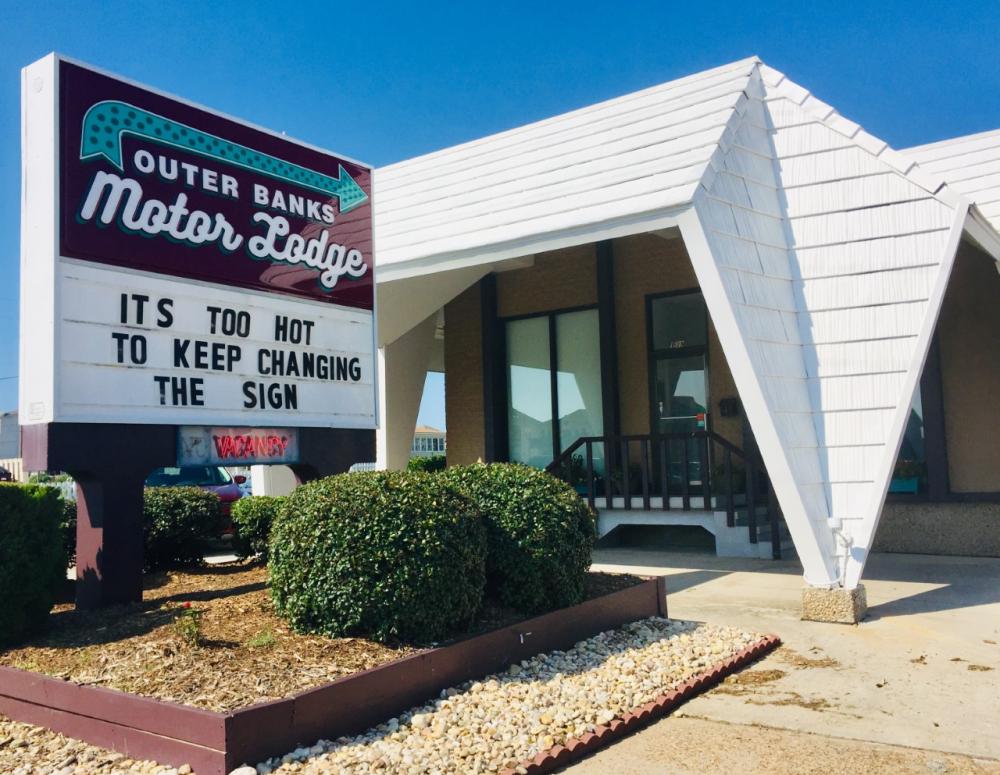 OUTER BANKS
Motor Lodge
ITS TOO HOT
TO KEEP CHANGING
THE SIGN
VACANCY